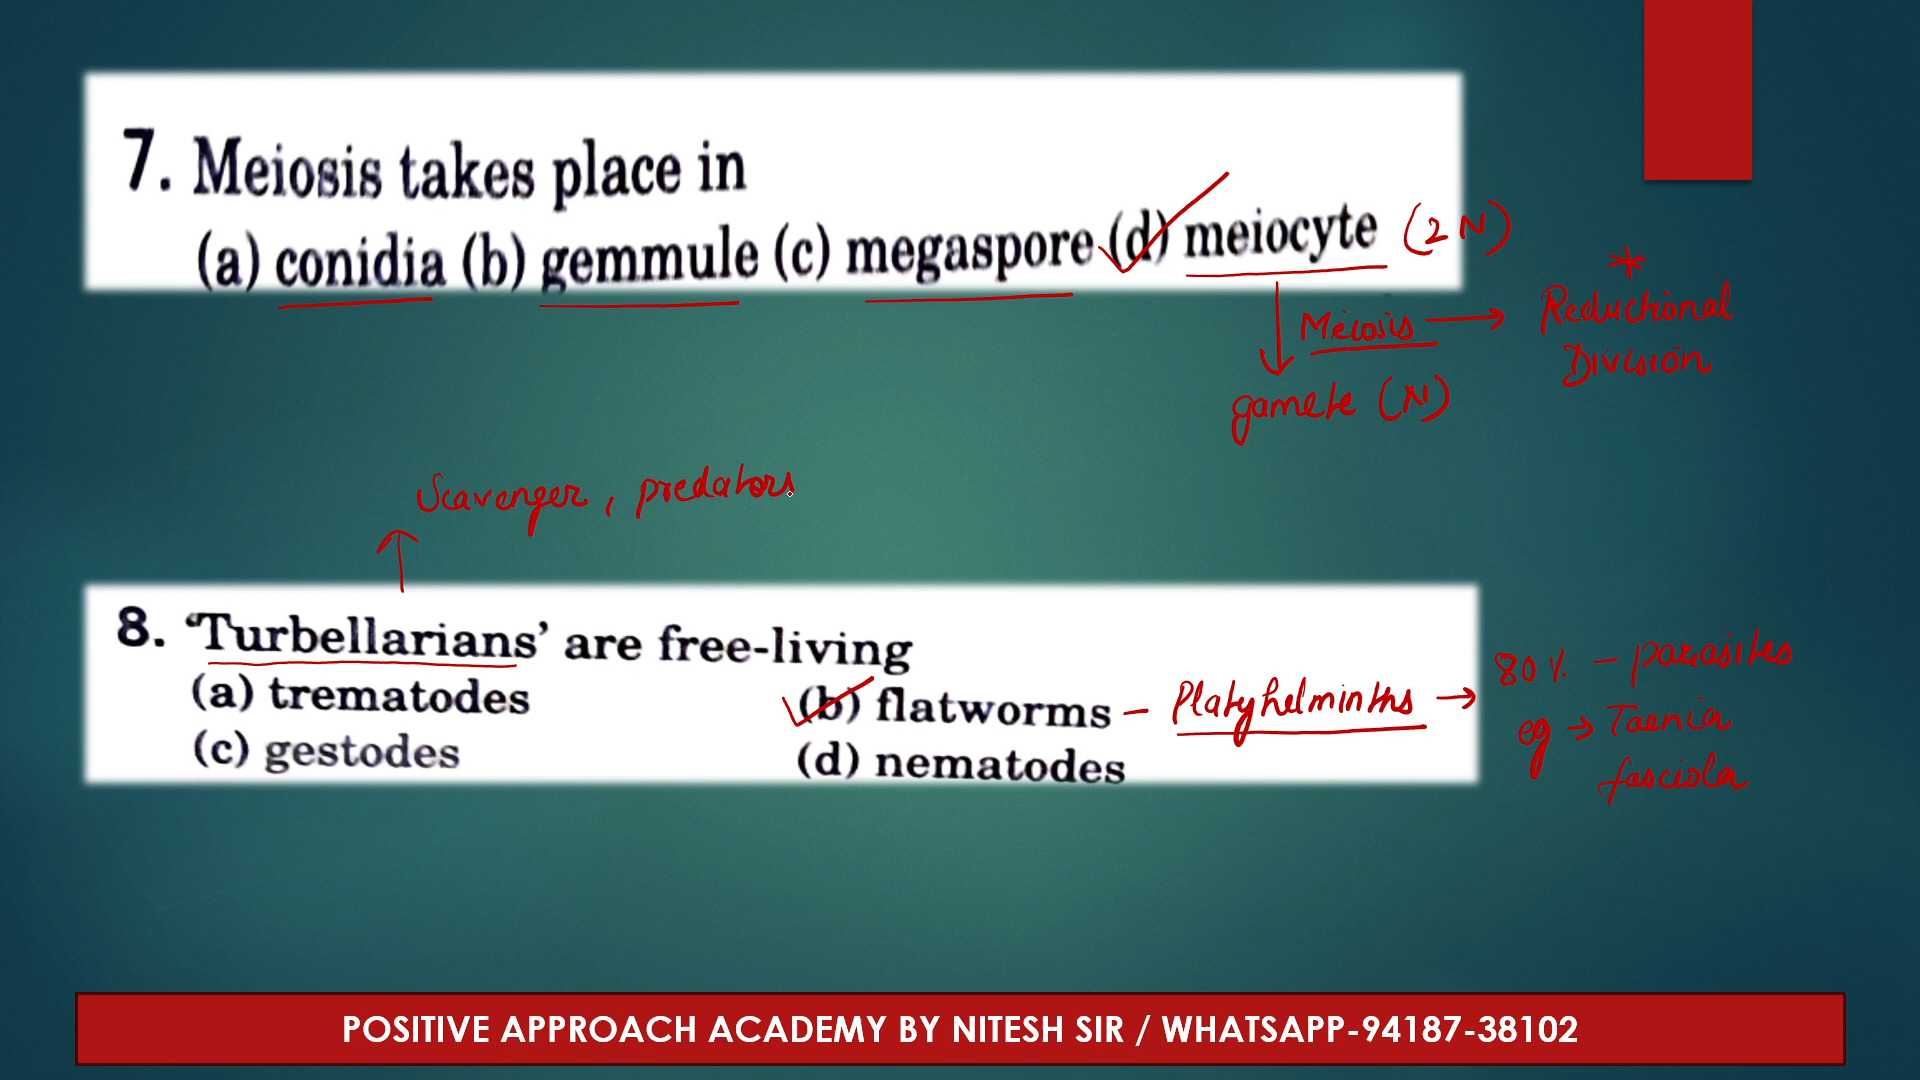 7. Meiosis takes place in
(a) conidia (b) gemmule (c) megaspore (d) meiocyte (2N)
*
Meiosis → Reductional
Division
gamete (N)
Scavenger, predators
8. ‘Turbellarians’ are free-living
(a) trematodes (b) flatworms – Platyhelminths → 80% – parasites
eg → Taenia
(c) gestodes (d) nematodes
fasciola
POSITIVE APPROACH ACADEMY BY NITESH SIR / WHATSAPP-94187-38102